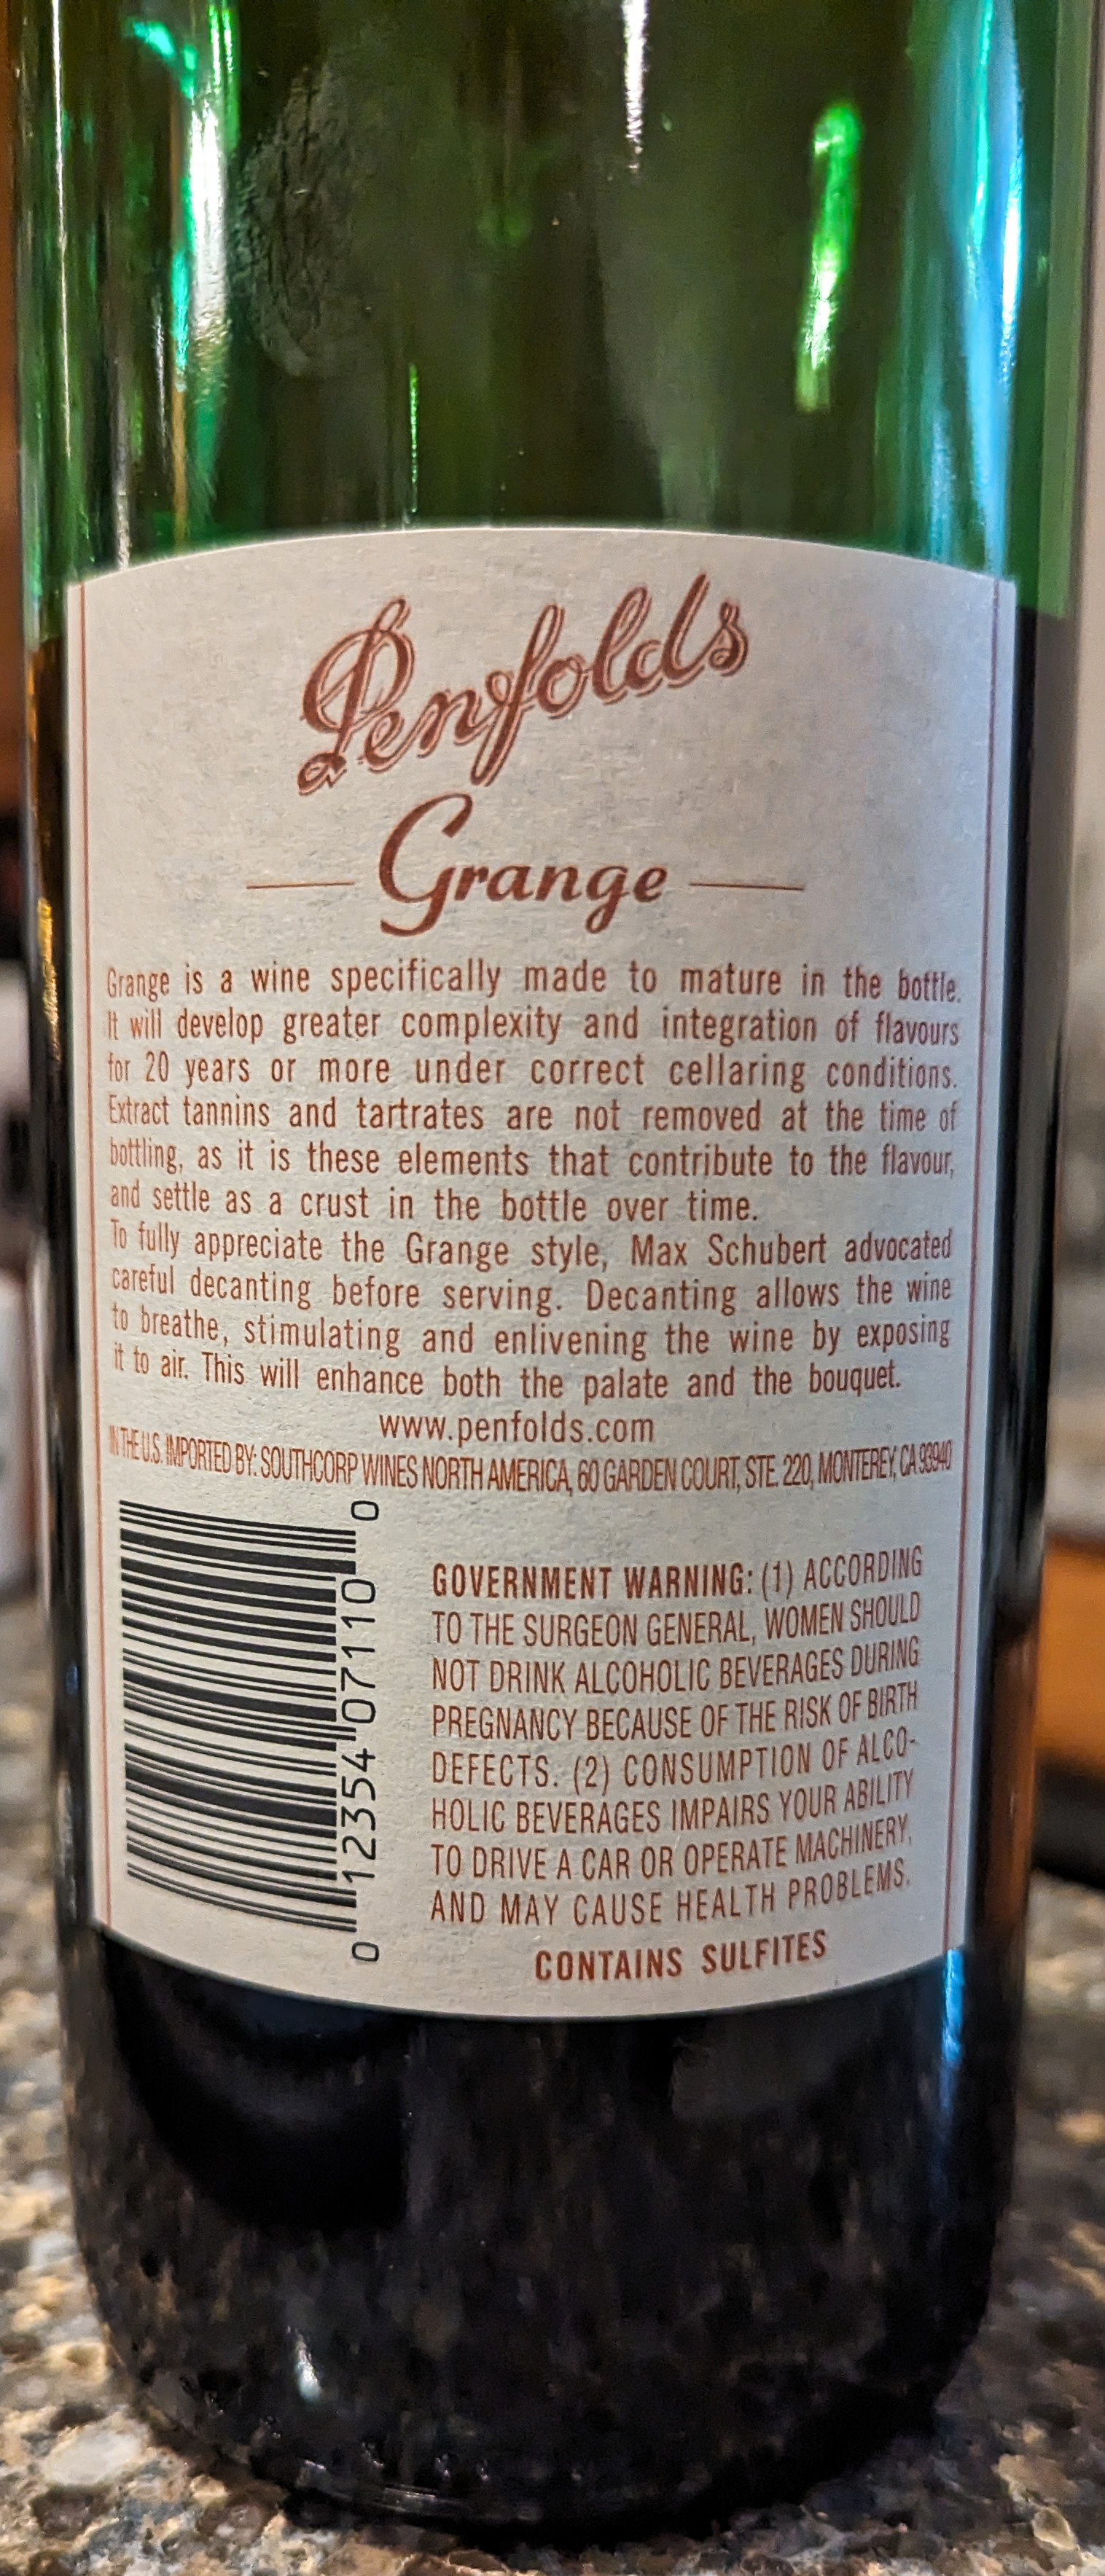 Penfolds
Grange
Grange is a wine specifically made to mature in the bottle.
It will develop greater complexity and integration of flavours
for 20 years or more under correct cellaring conditions.
Extract tannins and tartrates are not removed at the time of
bottling, as it is these elements that contribute to the flavour,
and settle as a crust in the bottle over time.
To fully appreciate the Grange style, Max Schubert advocated
careful decanting before serving. Decanting allows the wine
to breathe, stimulating and enlivening the wine by exposing
it to air. This will enhance both the palate and the bouquet.
www.penfolds.com
IN THE U.S. IMPORTED BY: SOUTHCORP WINES NORTH AMERICA, 60 GARDEN COURT, STE. 220, MONTEREY, CA 93940
0 12354 07110 0
GOVERNMENT WARNING: (1) ACCORDING
TO THE SURGEON GENERAL, WOMEN SHOULD
NOT DRINK ALCOHOLIC BEVERAGES DURING
PREGNANCY BECAUSE OF THE RISK OF BIRTH
DEFECTS. (2) CONSUMPTION OF ALCO-
HOLIC BEVERAGES IMPAIRS YOUR ABILITY
TO DRIVE A CAR OR OPERATE MACHINERY,
AND MAY CAUSE HEALTH PROBLEMS.
CONTAINS SULFITES